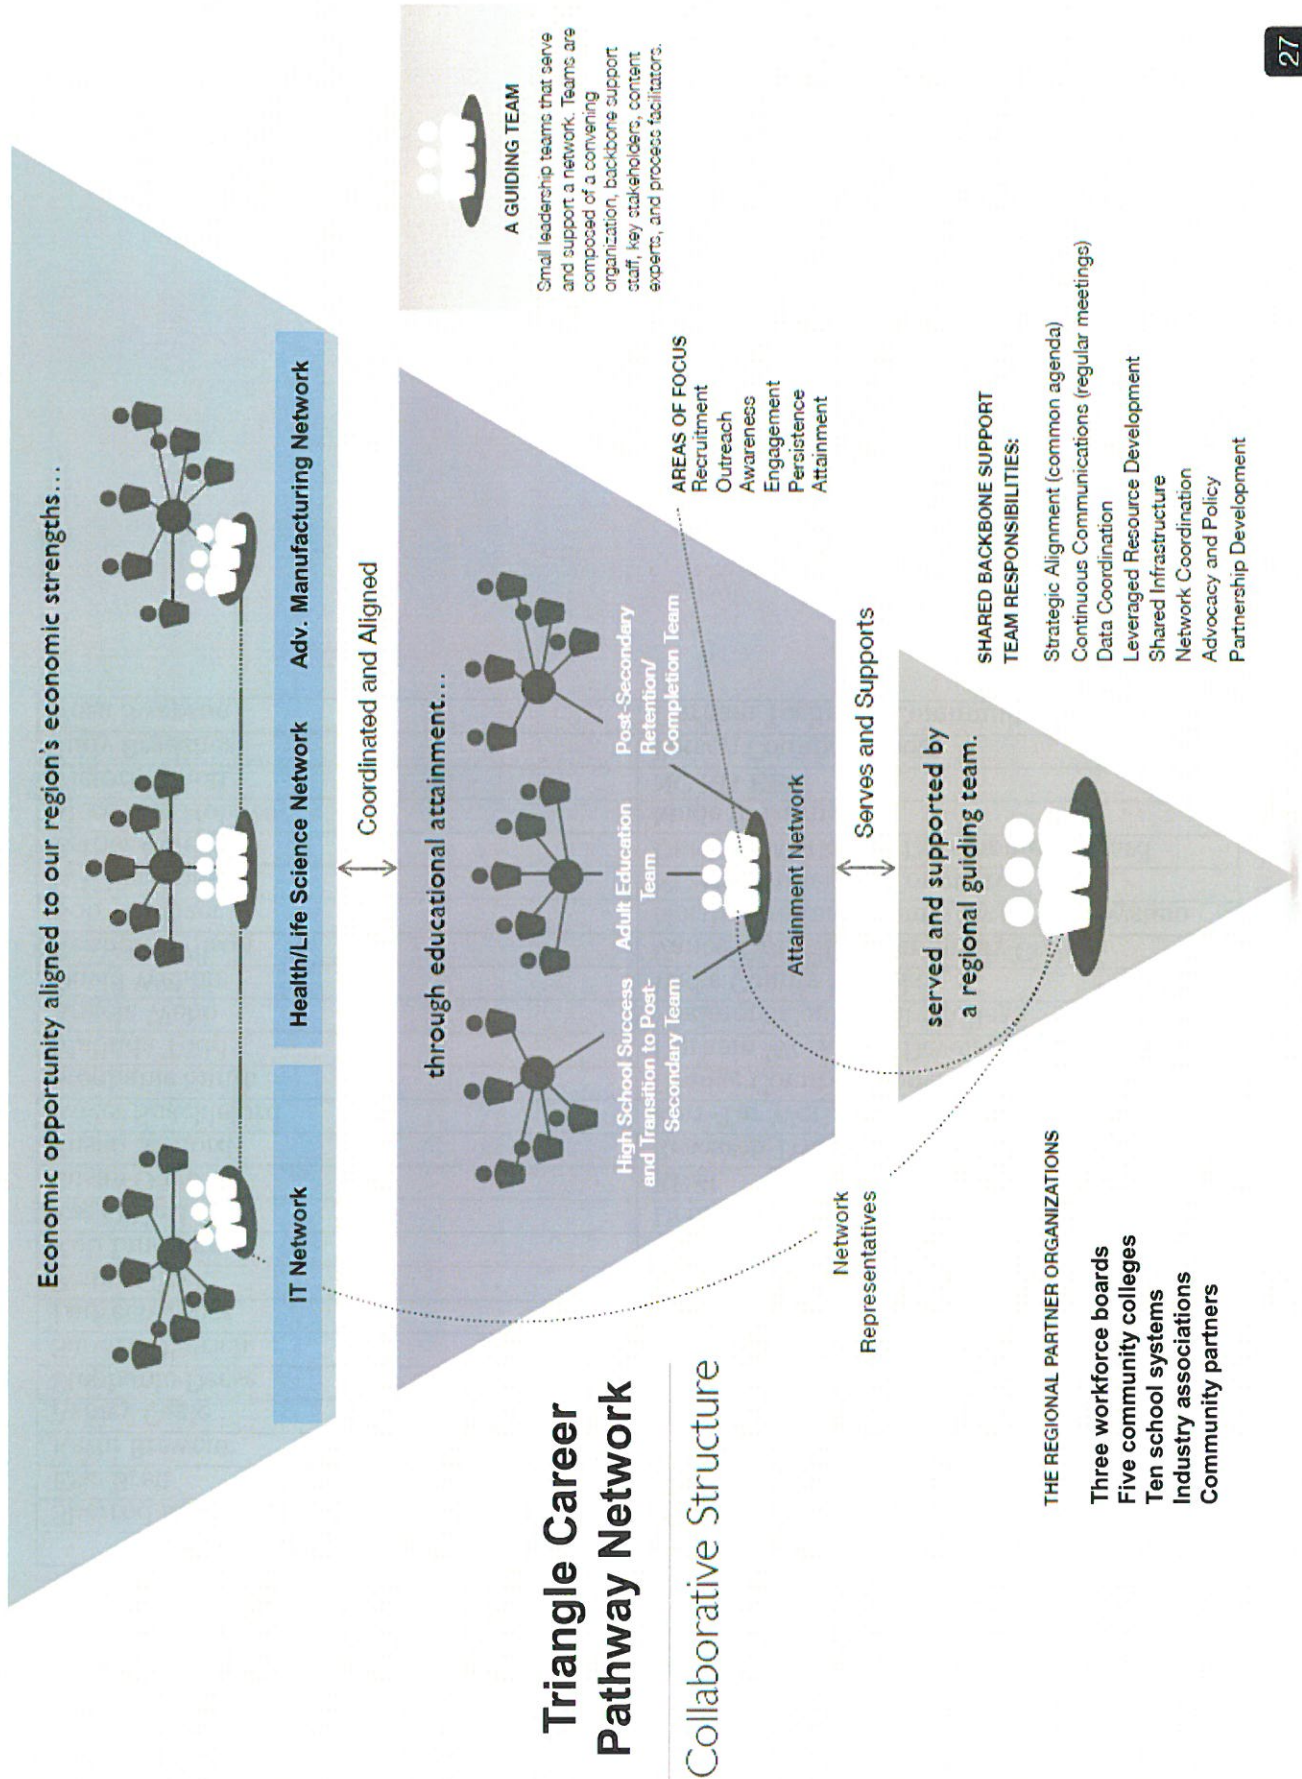 Economic opportunity aligned to our region's economic strengths...
IT Network
Health/Life Science Network
Adv. Manufacturing Network
Coordinated and Aligned
Triangle Career
Pathway Network
Collaborative Structure
through educational attainment...
High School Success
and Transition to Post-
Secondary Team
Adult Education
Team
Post-Secondary
Retention/
Completion Team
Attainment Network
A GUIDING TEAM
Small leadership teams that serve
and support a network. Teams are
composed of a convening
organization, backbone support
staff, key stakeholders, content
experts, and process facilitators.
AREAS OF FOCUS
Recruitment
Outreach
Awareness
Engagement
Persistence
Attainment
Network
Representatives
Serves and Supports
served and supported by
a regional guiding team.
THE REGIONAL PARTNER ORGANIZATIONS
Three workforce boards
Five community colleges
Ten school systems
Industry associations
Community partners
SHARED BACKBONE SUPPORT
TEAM RESPONSIBILITIES:
Strategic Alignment (common agenda)
Continuous Communications (regular meetings)
Data Coordination
Leveraged Resource Development
Shared Infrastructure
Network Coordination
Advocacy and Policy
Partnership Development
27